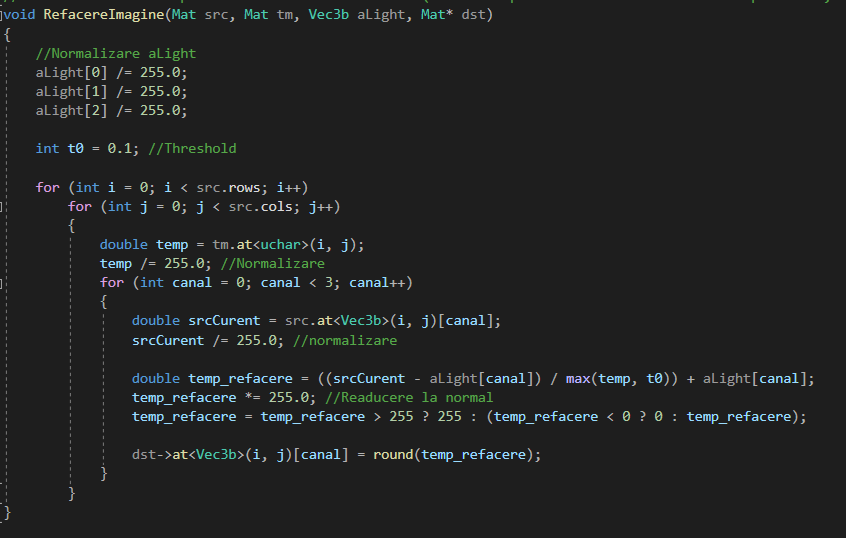 void RefacereImagine(Mat src, Mat tm, Vec3b aLight, Mat* dst)
{
    //Normalizare aLight
    aLight[0] /= 255.0;
    aLight[1] /= 255.0;
    aLight[2] /= 255.0;

    int t0 = 0.1; //Threshold

    for (int i = 0; i < src.rows; i++)
        for (int j = 0; j < src.cols; j++)
        {
            double temp = tm.at<uchar>(i, j);
            temp /= 255.0; //Normalizare
            for (int canal = 0; canal < 3; canal++)
            {
                double srcCurent = src.at<Vec3b>(i, j)[canal];
                srcCurent /= 255.0; //normalizare

                double temp_refacere = ((srcCurent - aLight[canal]) / max(temp, t0)) + aLight[canal];
                temp_refacere *= 255.0; //Readucere la normal
                temp_refacere = temp_refacere > 255 ? 255 : (temp_refacere < 0 ? 0 : temp_refacere);

                dst->at<Vec3b>(i, j)[canal] = round(temp_refacere);
            }
        }
}